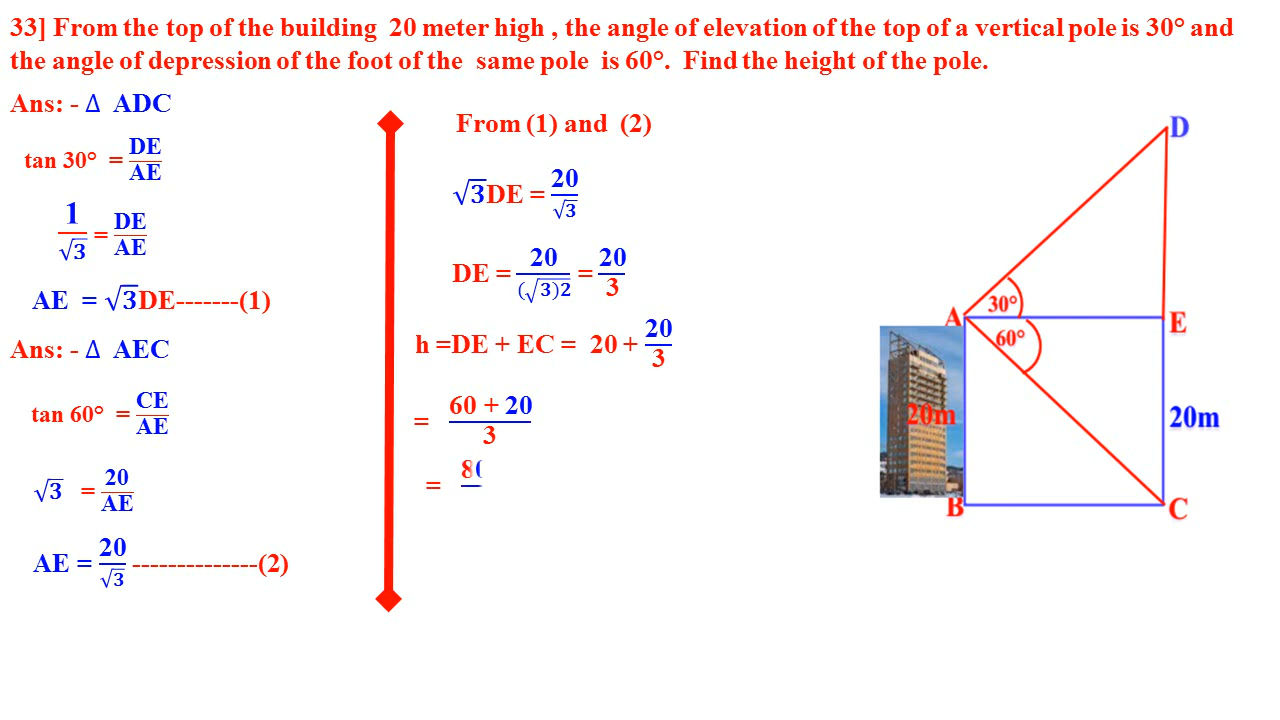 33] From the top of the building 20 meter high , the angle of elevation of the top of a vertical pole is 30° and
the angle of depression of the foot of the same pole is 60°. Find the height of the pole.
Ans: - Δ ADC
tan 30° = DE/AE
1/√3 = DE/AE
AE = √3DE-------(1)
Ans: - Δ AEC
tan 60° = CE/AE
√3 = 20/AE
AE = 20/√3 --------------(2)
From (1) and (2)
√3DE = 20/√3
DE = 20/(√3)2 = 20/3
h =DE + EC = 20 + 20/3
= 60 + 20/3
=
D
A
30°
E
60°
20m
20m
B
C